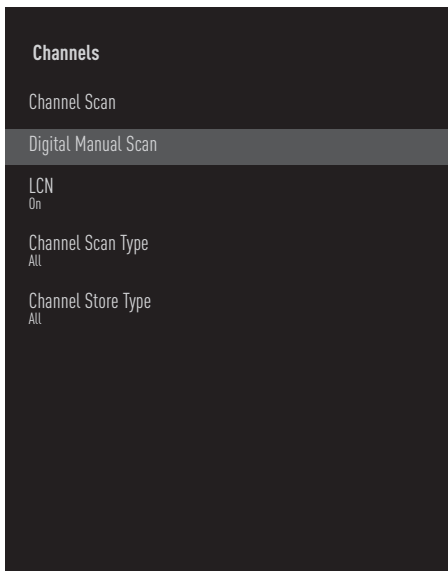 Channels
Channel Scan
Digital Manual Scan
LCN
On
Channel Scan Type
All
Channel Store Type
All